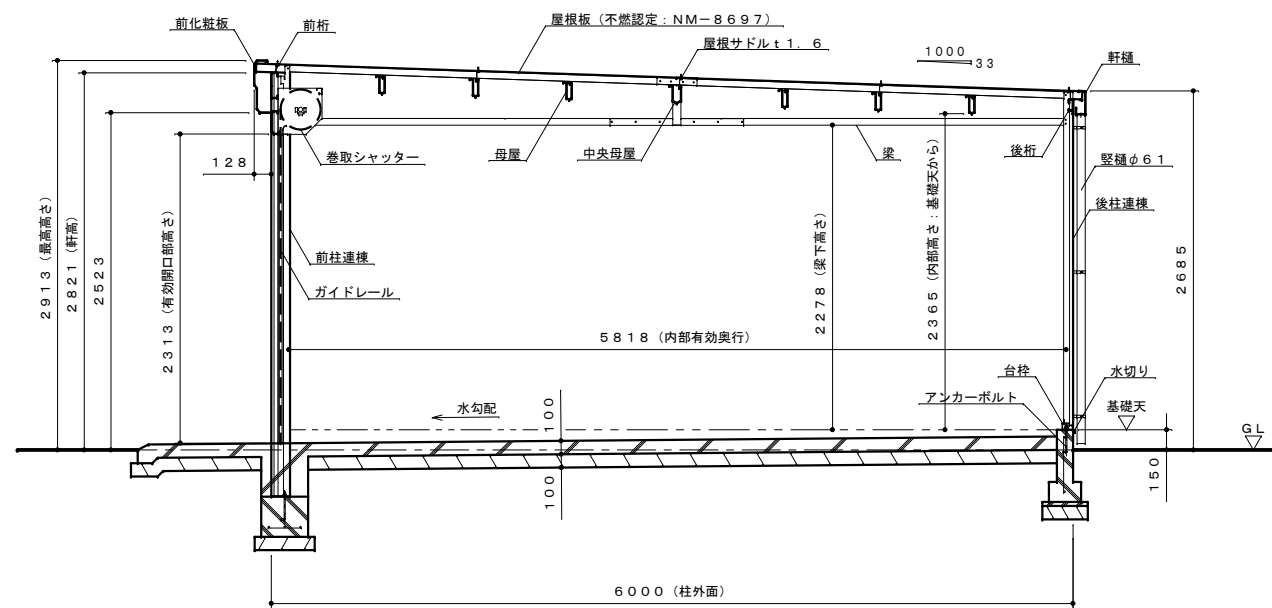 前化粧板
前桁
屋根板（不燃認定：ＮＭ－８６９７）
屋根サドルｔ１．６
１０００
３３
軒樋
１２８
巻取シャッター
母屋
中央母屋
梁
後桁
竪樋φ６１
後柱連棟
２９１３（最高高さ）
２８２１（軒高）
２５２３
２３１３（有効開口部高さ）
前柱連棟
ガイドレール
２２７８（梁下高さ）
２３６５（内部高さ：基礎天から）
２６８５
５８１８（内部有効奥行）
台枠
水切り
アンカーボルト
基礎天
水勾配
１００
１００
ＧＬ
１５０
６０００（柱外面）